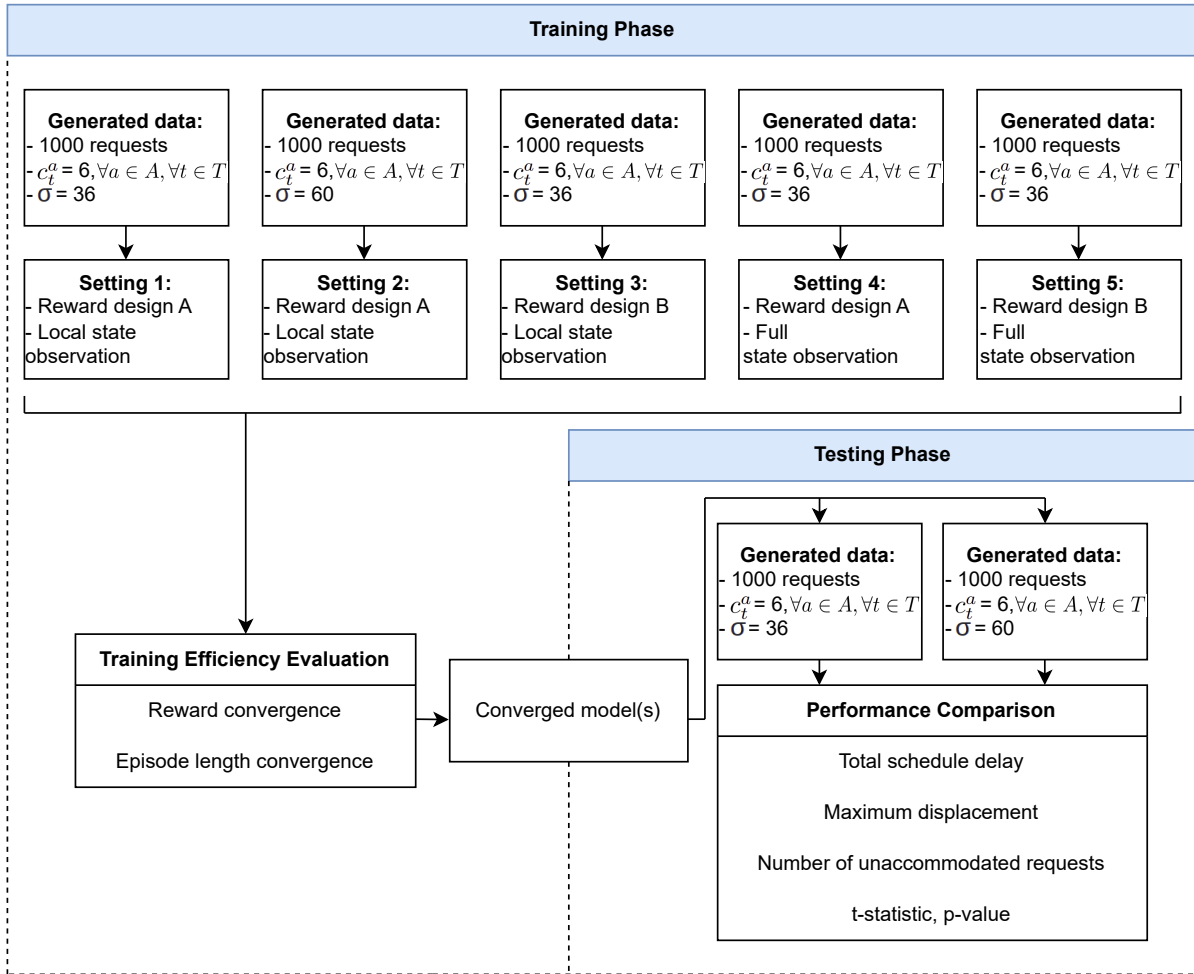 Training Phase
Generated data:
- 1000 requests
- $c_t^a$ = 6, ∀a ∈ A, ∀t ∈ T
- σ = 36
Generated data:
- 1000 requests
- $c_t^a$ = 6, ∀a ∈ A, ∀t ∈ T
- σ = 60
Generated data:
- 1000 requests
- $c_t^a$ = 6, ∀a ∈ A, ∀t ∈ T
- σ = 36
Generated data:
- 1000 requests
- $c_t^a$ = 6, ∀a ∈ A, ∀t ∈ T
- σ = 36
Generated data:
- 1000 requests
- $c_t^a$ = 6, ∀a ∈ A, ∀t ∈ T
- σ = 36
Setting 1:
- Reward design A
- Local state
observation
Setting 2:
- Reward design A
- Local state
observation
Setting 3:
- Reward design B
- Local state
observation
Setting 4:
- Reward design A
- Full
state observation
Setting 5:
- Reward design B
- Full
state observation
Testing Phase
Generated data:
- 1000 requests
- $c_t^a$ = 6, ∀a ∈ A, ∀t ∈ T
- σ = 36
Generated data:
- 1000 requests
- $c_t^a$ = 6, ∀a ∈ A, ∀t ∈ T
- σ = 60
Training Efficiency Evaluation
Reward convergence
Episode length convergence
Converged model(s)
Performance Comparison
Total schedule delay
Maximum displacement
Number of unaccommodated requests
t-statistic, p-value